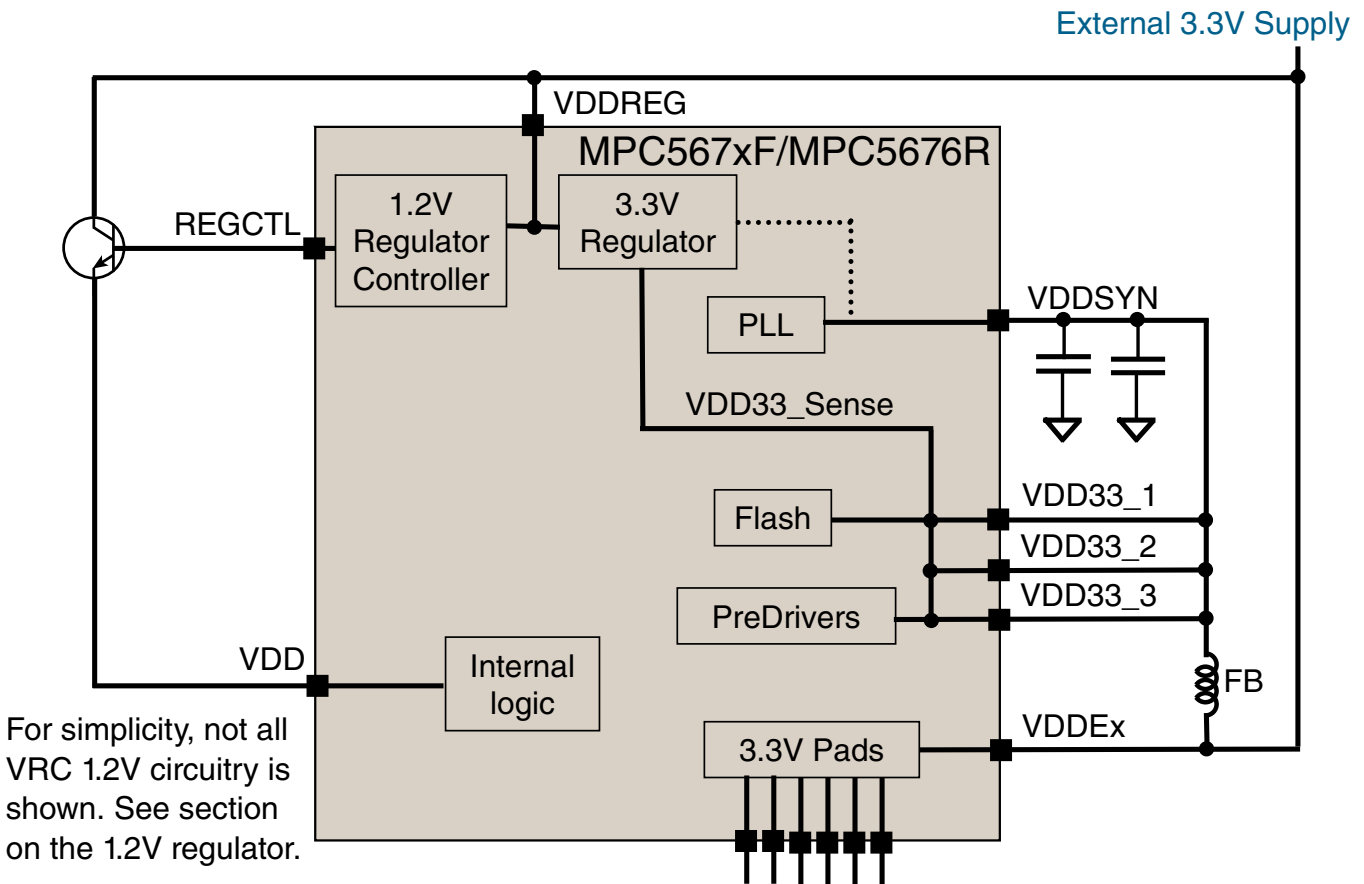 External 3.3V Supply
VDDREG
MPC567xF/MPC5676R
REGCTL
1.2V
Regulator
Controller
3.3V
Regulator
VDDSYN
PLL
VDD33_Sense
VDD33_1
Flash
VDD33_2
VDD33_3
PreDrivers
VDD
Internal
logic
FB
VDDEx
3.3V Pads
For simplicity, not all
VRC 1.2V circuitry is
shown. See section
on the 1.2V regulator.